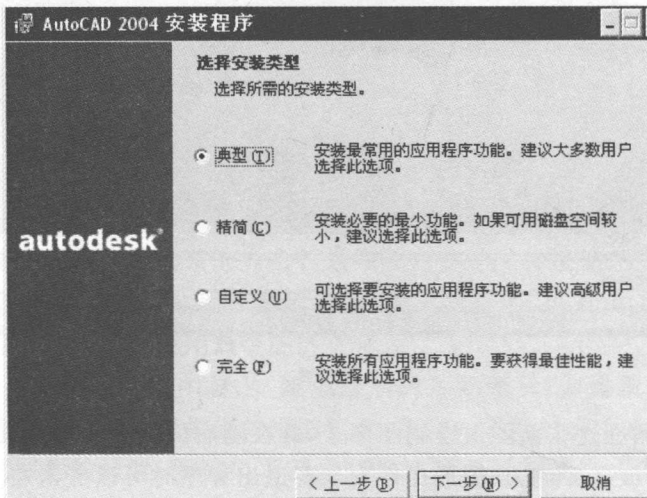 AutoCAD 2004 安装程序
选择安装类型
选择所需的安装类型。
典型(T)
安装最常用的应用程序功能。建议大多数用户
选择此选项。
autodesk
精简(C)
安装必要的最少功能。如果可用磁盘空间较
小，建议选择此选项。
自定义(U)
可选择要安装的应用程序功能。建议高级用户
选择此选项。
完全(F)
安装所有应用程序功能。要获得最佳性能，建
议选择此选项。
< 上一步(B)
下一步(N) >
取消